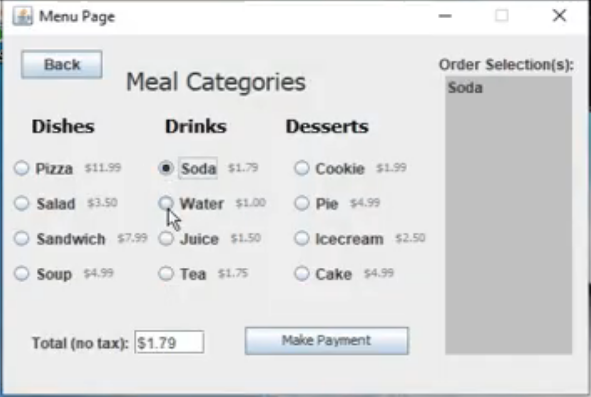 Menu Page
Back
Meal Categories
Order Selection(s):
Soda
Dishes Drinks Desserts
Pizza $11.99 Soda $1.79 Cookie $1.99
Salad $3.50 Water $1.00 Pie $4.99
Sandwich $7.99 Juice $1.50 Icecream $2.50
Soup $4.99 Tea $1.75 Cake $4.99
Total (no tax): $1.79 Make Payment